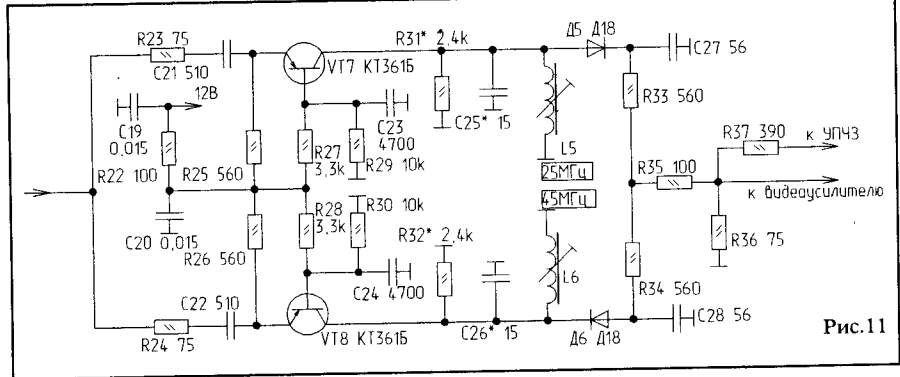 R23 75
C21 510
VT7 КТ361Б
R31* 2,4k
Д5 Д18
C27 56
12В
C19
0,015
R22 100
R25 560
R27
3,3k
C23
4700
R29 10k
C25* 15
L5
25МГц
45МГц
R33 560
R37 390
к УПЧЗ
R35 100
к видеоусилителю
R36 75
C20 0,015
R26 560
R28
3,3k
R30 10k
R32* 2,4k
C24 4700
L6
C22 510
R24 75
VT8 КТ361Б
C26* 15
Д6 Д18
R34 560
C28 56
Рис.11